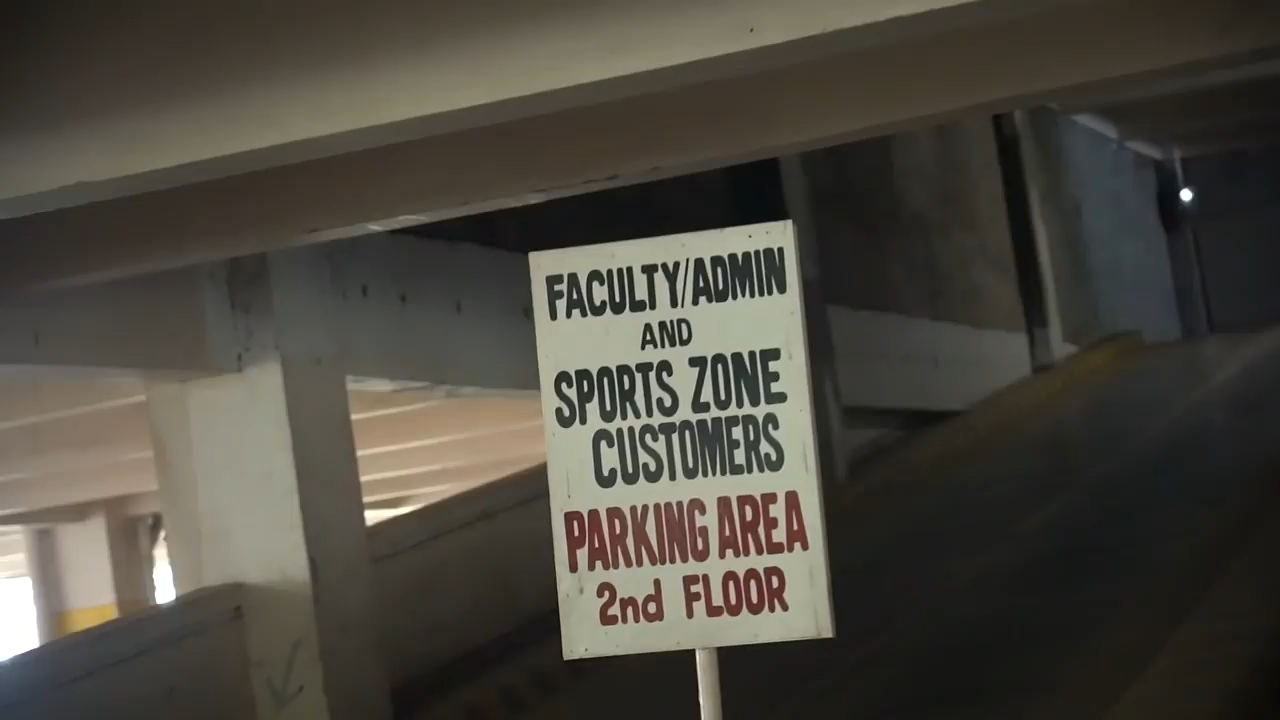 FACULTY/ADMIN
AND
SPORTS ZONE
CUSTOMERS
PARKING AREA
2nd FLOOR